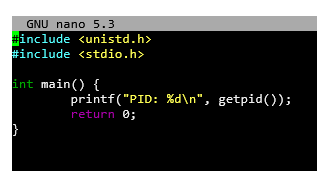 GNU nano 5.3
#include <unistd.h>
#include <stdio.h>
int main() {
        printf("PID: %d\n", getpid());
        return 0;
}